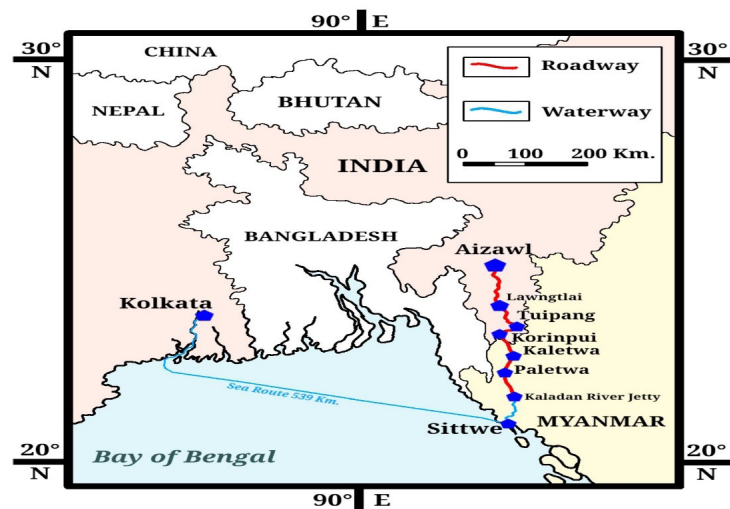 90° E
30° N
30° N
CHINA
NEPAL
BHUTAN
Roadway
Waterway
0 100 200 Km.
INDIA
BANGLADESH
Aizawl
Kolkata
Lawngtlai
Tuipang
Korinpui
Kaletwa
Paletwa
Kaladan River Jetty
Sea Route 539 Km.
Sittwe
MYANMAR
Bay of Bengal
20° N
20° N
90° E